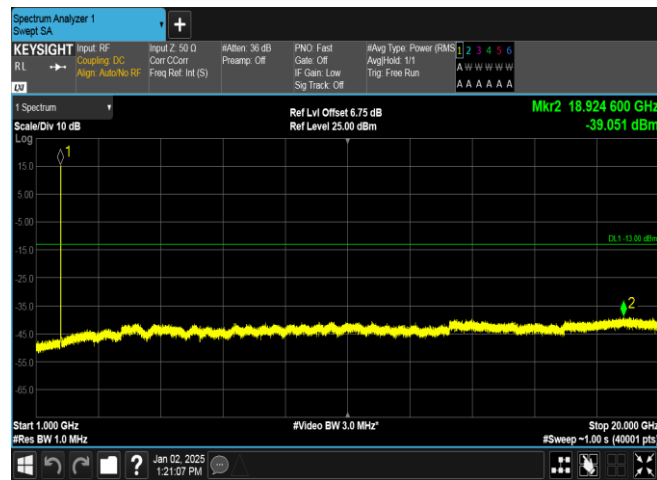 Spectrum Analyzer 1
Swept SA
+
KEYSIGHT
RL
LXI
Input: RF
Coupling: DC
Align: Auto/No RF
Input Z: 50 Ω
Corr CCorr
Freq Ref: Int (S)
#Atten: 36 dB
Preamp: Off
PNO: Fast
Gate: Off
IF Gain: Low
Sig Track: Off
#Avg Type: Power (RMS
Avg|Hold: 1/1
Trig: Free Run
1 2 3 4 5 6
A W W W W W
A A A A A A
1 Spectrum
Scale/Div 10 dB
Log
Ref Lvl Offset 6.75 dB
Ref Level 25.00 dBm
Mkr2 18.924 600 GHz
-39.051 dBm
1
15.0
5.00
-5.00
DL1 -13.00 dBm
-15.0
-25.0
-35.0
2
-45.0
-55.0
-65.0
Start 1.000 GHz
#Res BW 1.0 MHz
#Video BW 3.0 MHz*
Stop 20.000 GHz
#Sweep ~1.00 s (40001 pts)
?
Jan 02, 2025
1:21:07 PM